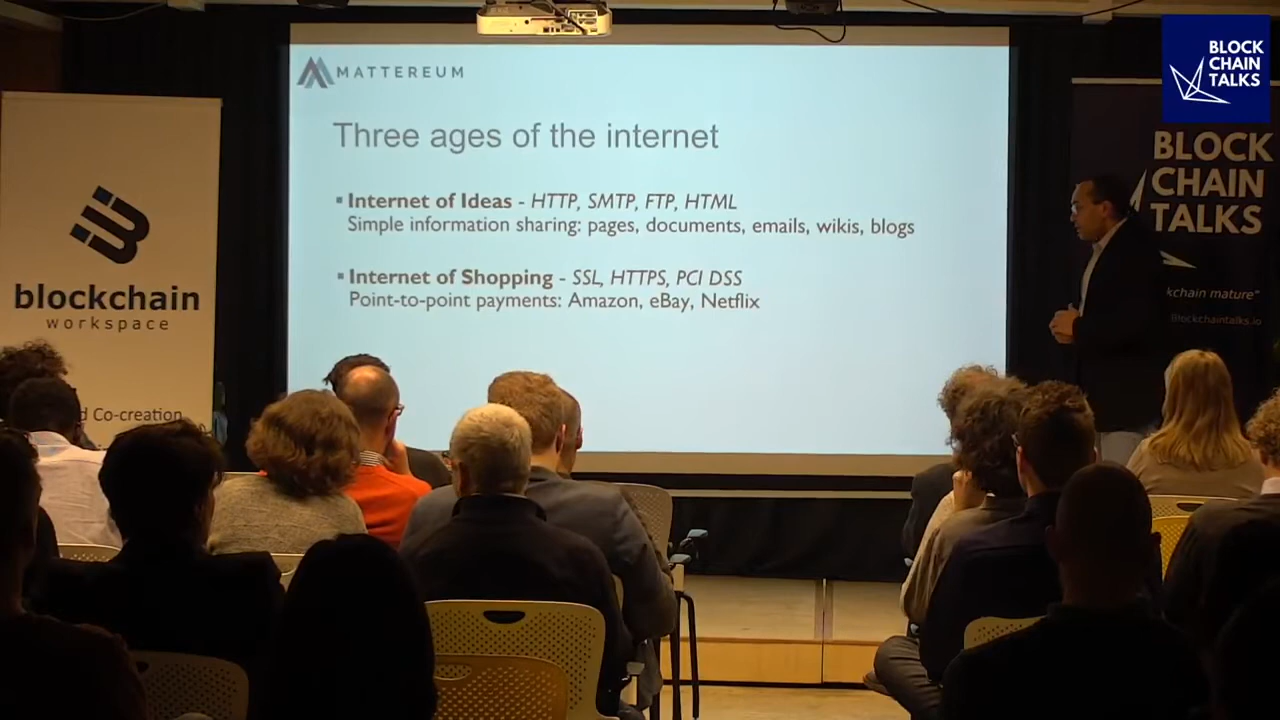 MATTEREUM
Three ages of the internet
▪ Internet of Ideas - HTTP, SMTP, FTP, HTML
Simple information sharing: pages, documents, emails, wikis, blogs
▪ Internet of Shopping - SSL, HTTPS, PCI DSS
Point-to-point payments: Amazon, eBay, Netflix
blockchain
workspace
d Co-creation
BLOCK
CHAIN
TALKS
BLOCK
CHAIN
TALKS
kchain mature"
Blockchaintalks.io